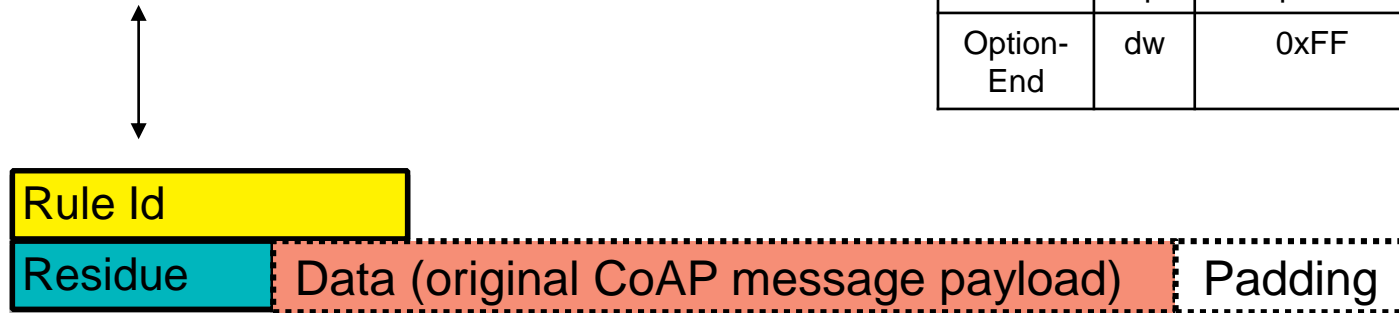 Option-
End
dw
0xFF
Rule Id
Residue
Data (original CoAP message payload)
Padding